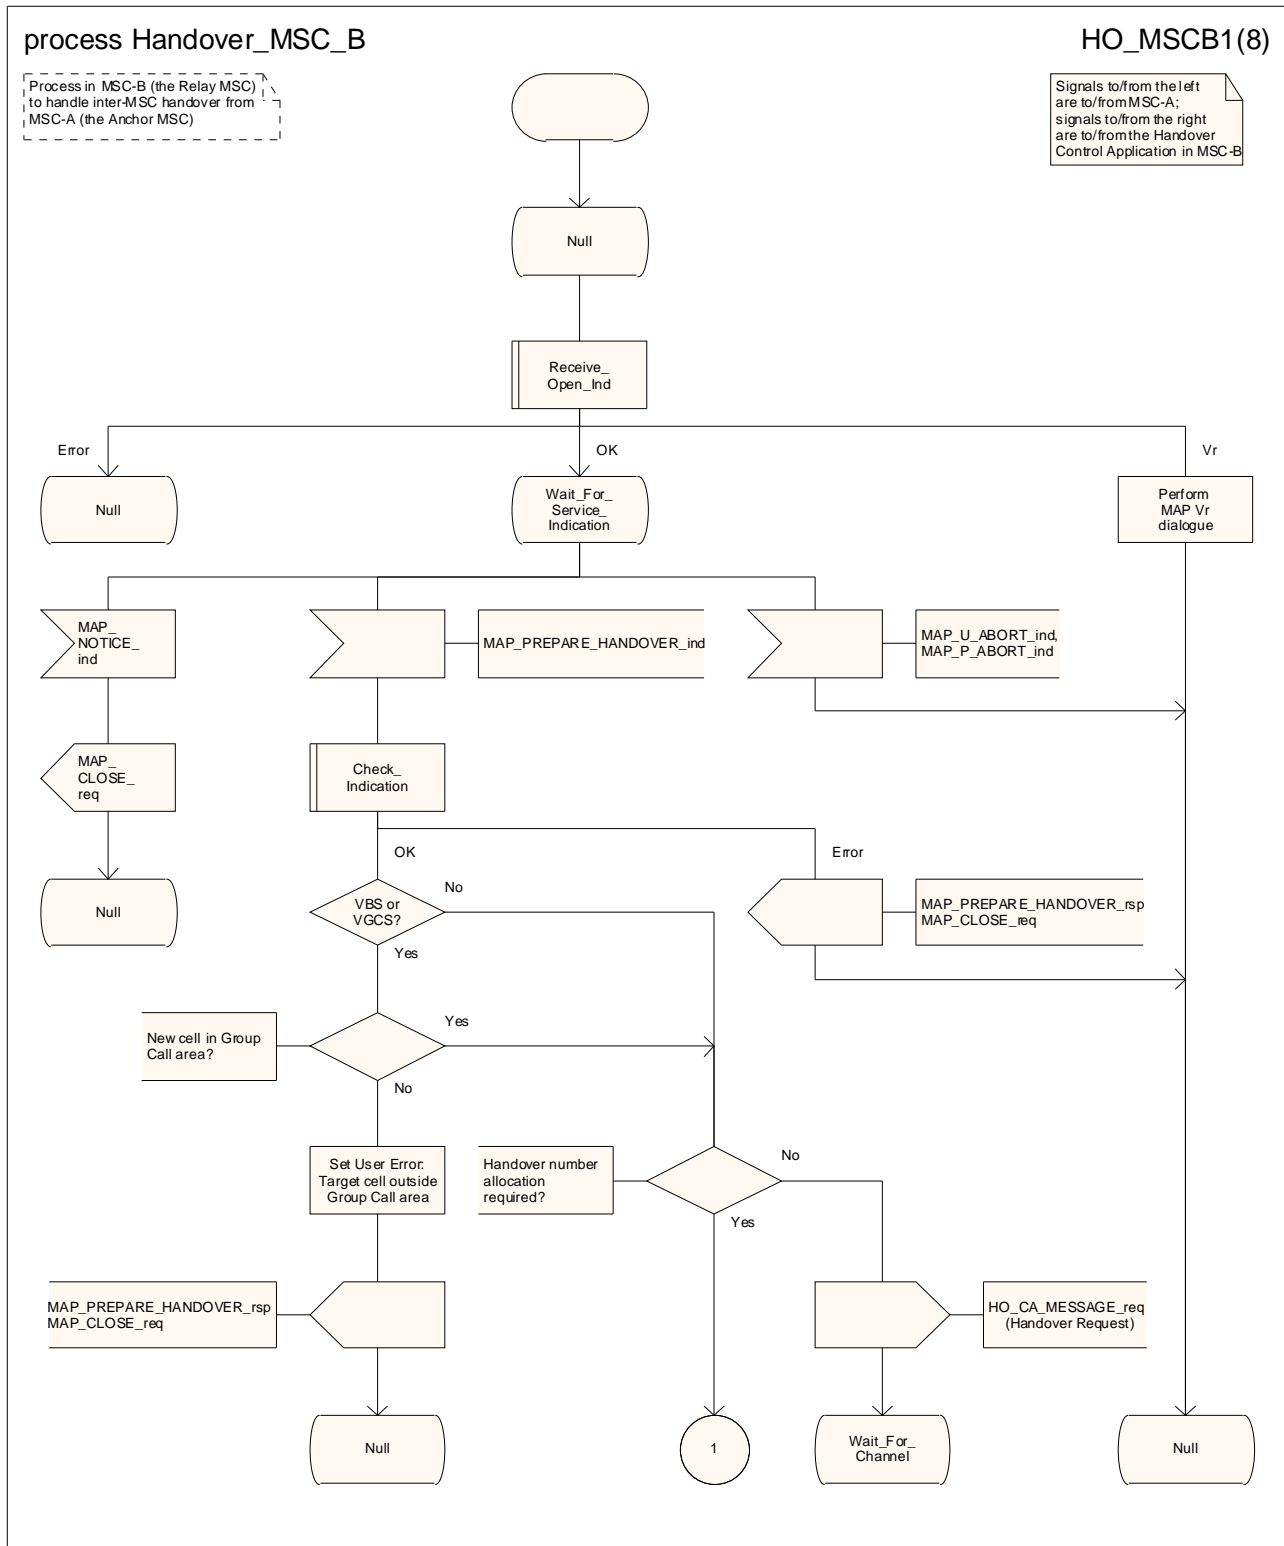 process Handover_MSC_B
HO_MSCB1(8)
Process in MSC-B (the Relay MSC)
to handle inter-MSC handover from
MSC-A (the Anchor MSC)
Signals to/from the left
are to/from MSC-A;
signals to/from the right
are to/from the Handover
Control Application in MSC-B
Null
Receive_
Open_Ind
Error
OK
Vr
Null
Wait_For_
Service_
Indication
Perform
MAP Vr
dialogue
MAP_
NOTICE_
ind
MAP_PREPARE_HANDOVER_ind
MAP_U_ABORT_ind,
MAP_P_ABORT_ind
MAP_
CLOSE_
req
Check_
Indication
OK
Error
Null
VBS or
VGCS?
No
Yes
MAP_PREPARE_HANDOVER_rsp
MAP_CLOSE_req
New cell in Group
Call area?
Yes
No
Set User Error:
Target cell outside
Group Call area
Handover number
allocation
required?
No
Yes
MAP_PREPARE_HANDOVER_rsp
MAP_CLOSE_req
HO_CA_MESSAGE_req
(Handover Request)
Null
1
Wait_For_
Channel
Null